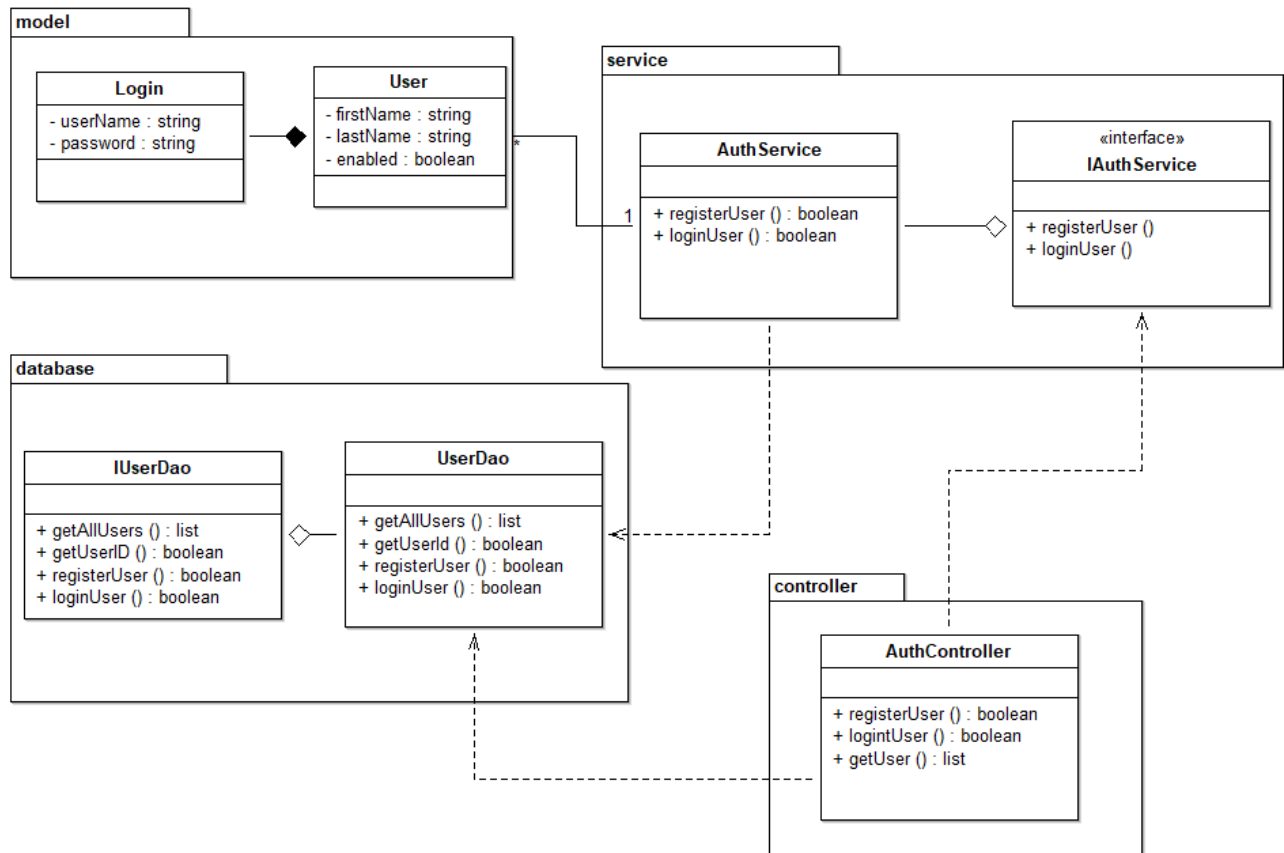 model
Login
- userName : string
- password : string
User
- firstName : string
- lastName : string
- enabled : boolean
*
1
service
AuthService
+ registerUser () : boolean
+ loginUser () : boolean
«interface»
IAuthService
+ registerUser ()
+ loginUser ()
database
IUserDao
+ getAllUsers () : list
+ getUserID () : boolean
+ registerUser () : boolean
+ loginUser () : boolean
UserDao
+ getAllUsers () : list
+ getUserId () : boolean
+ registerUser () : boolean
+ loginUser () : boolean
controller
AuthController
+ registerUser () : boolean
+ logintUser () : boolean
+ getUser () : list